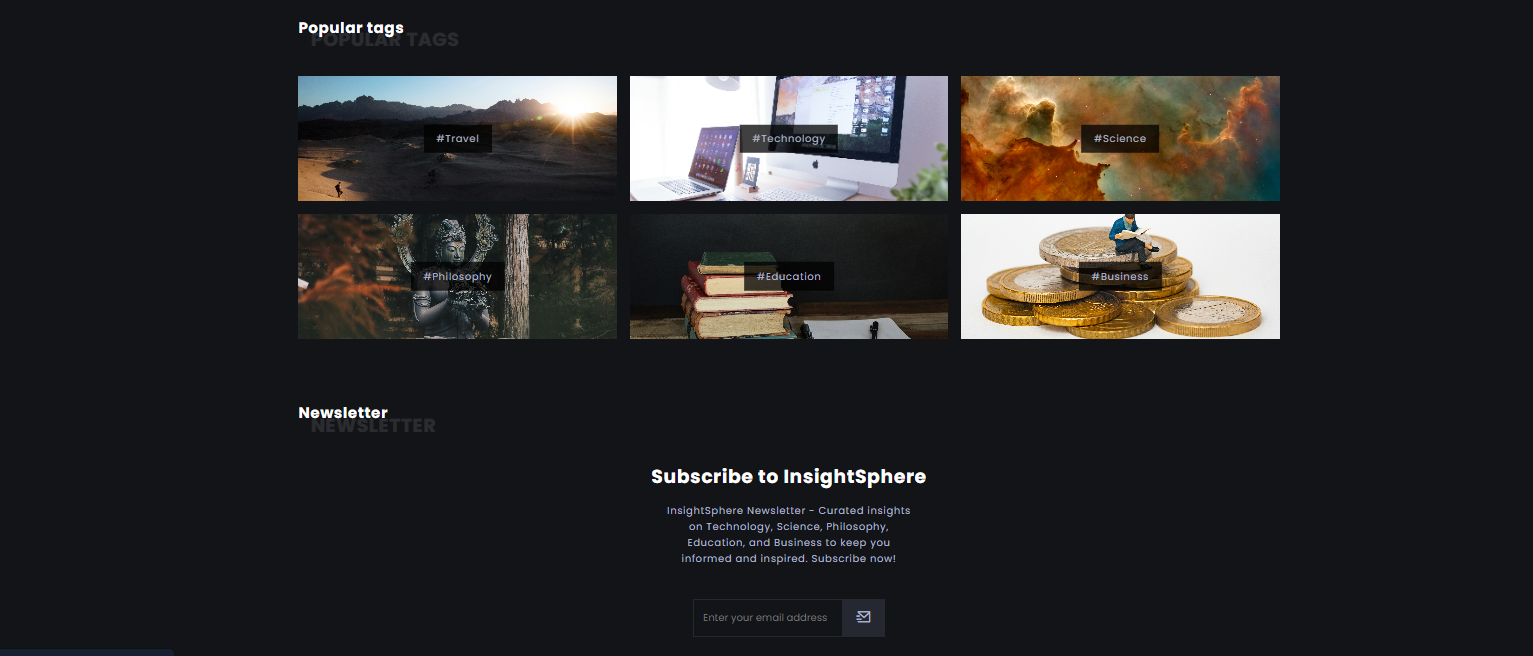 Popular tags
POPULAR TAGS
#Travel
#Technology
#Science
#Philosophy
#Education
#Business
Newsletter
NEWSLETTER
Subscribe to InsightSphere
InsightSphere Newsletter - Curated insights
on Technology, Science, Philosophy,
Education, and Business to keep you
informed and inspired. Subscribe now!
Enter your email address